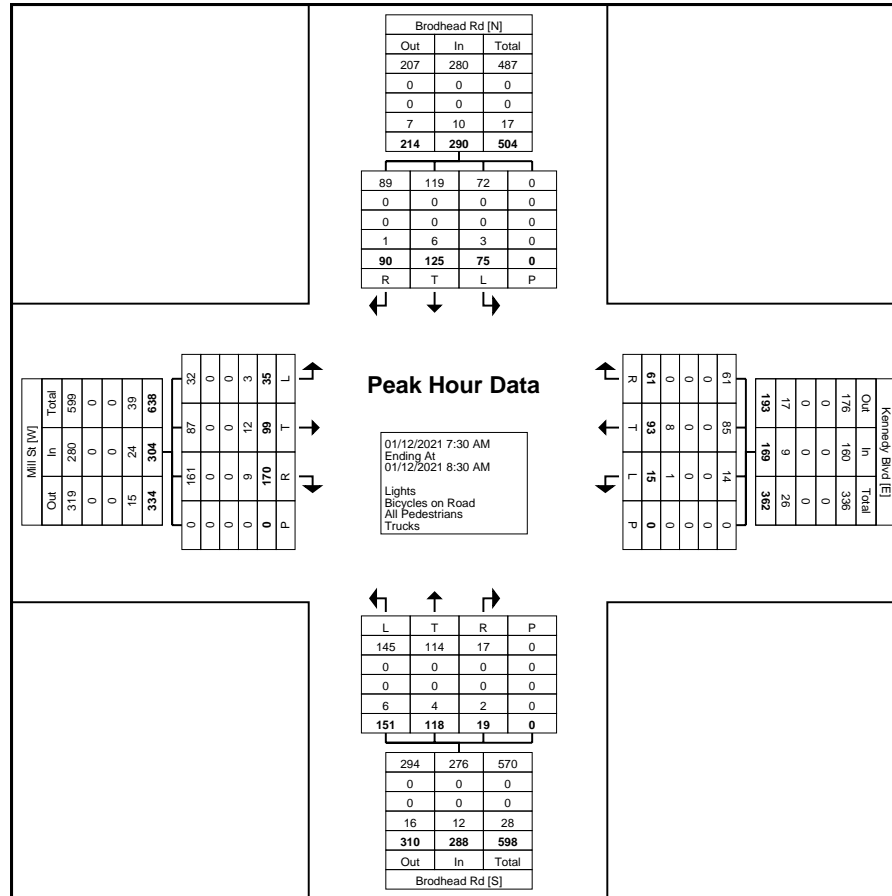 Brodhead Rd [N]
Out In Total
207 280 487
0 0 0
0 0 0
7 10 17
214 290 504
89 119 72 0
0 0 0 0
0 0 0 0
1 6 3 0
90 125 75 0
R T L P
Mill St [W]
Total In Out
599 280 319
0 0 0
0 0 0
39 24 15
638 304 334
32 87 161 0
0 0 0 0
0 0 0 0
3 12 9 0
35 99 170 0
L T R P
Peak Hour Data
01/12/2021 7:30 AM
Ending At
01/12/2021 8:30 AM
Lights
Bicycles on Road
All Pedestrians
Trucks
R T L P
61 93 15 0
0 8 1 0
0 0 0 0
0 0 0 0
61 85 14 0
Kennedy Blvd [E]
Out In Total
176 160 336
0 0 0
0 0 0
17 9 26
193 169 362
L T R P
145 114 17 0
0 0 0 0
0 0 0 0
6 4 2 0
151 118 19 0
294 276 570
0 0 0
0 0 0
16 12 28
310 288 598
Out In Total
Brodhead Rd [S]